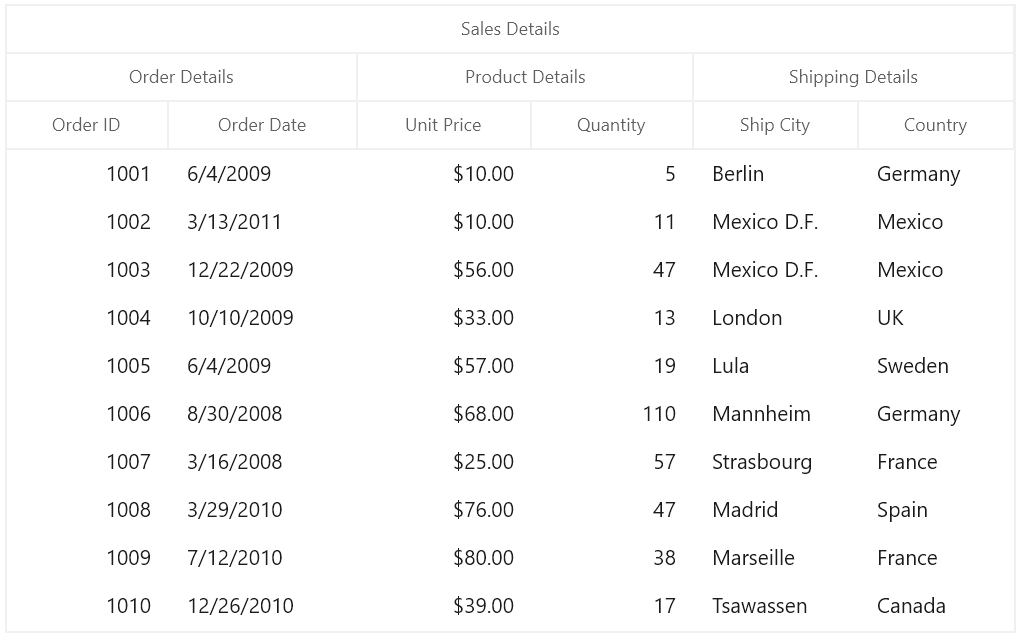 Sales Details
Order Details Product Details Shipping Details
Order ID Order Date Unit Price Quantity Ship City Country
1001 6/4/2009 $10.00 5 Berlin Germany
1002 3/13/2011 $10.00 11 Mexico D.F. Mexico
1003 12/22/2009 $56.00 47 Mexico D.F. Mexico
1004 10/10/2009 $33.00 13 London UK
1005 6/4/2009 $57.00 19 Lula Sweden
1006 8/30/2008 $68.00 110 Mannheim Germany
1007 3/16/2008 $25.00 57 Strasbourg France
1008 3/29/2010 $76.00 47 Madrid Spain
1009 7/12/2010 $80.00 38 Marseille France
1010 12/26/2010 $39.00 17 Tsawassen Canada